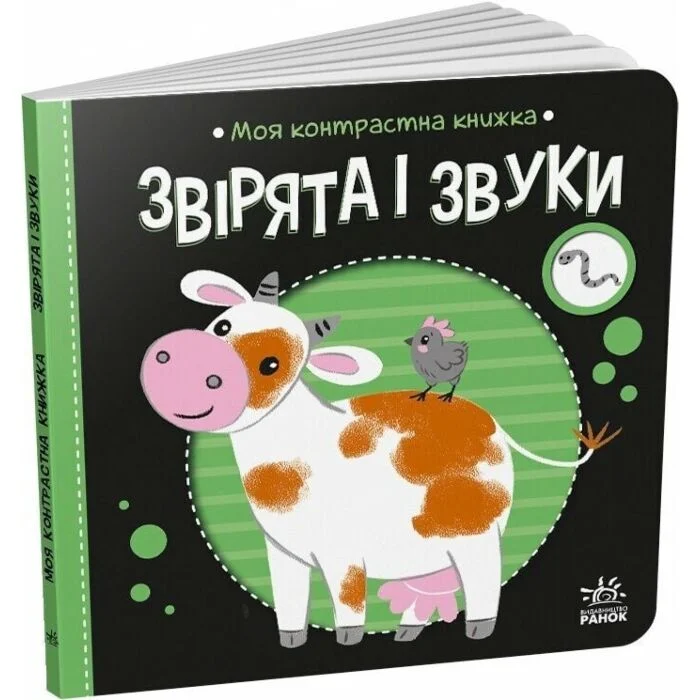 Моя контрастна книжка
ЗВІРЯТА І ЗВУКИ
ВИДАВНИЦТВО
РАНОК
МОЯ КОНТРАСТНА КНИЖКА ЗВІРЯТА І ЗВУКИ